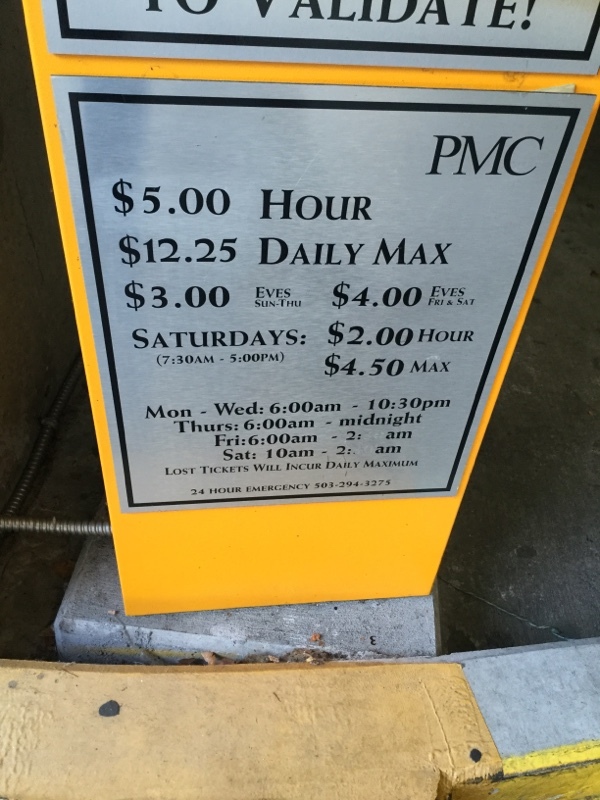 TO VALIDATE!
PMC
$5.00 HOUR
$12.25 DAILY MAX
$3.00 EVES SUN-THU $4.00 EVES FRI & SAT
SATURDAYS: $2.00 HOUR
(7:30AM - 5:00PM) $4.50 MAX
Mon - Wed: 6:00am - 10:30pm
Thurs: 6:00am - midnight
Fri:6:00am - 2: am
Sat: 10am - 2: am
LOST TICKETS WILL INCUR DAILY MAXIMUM
24 HOUR EMERGENCY 503-294-3275
3